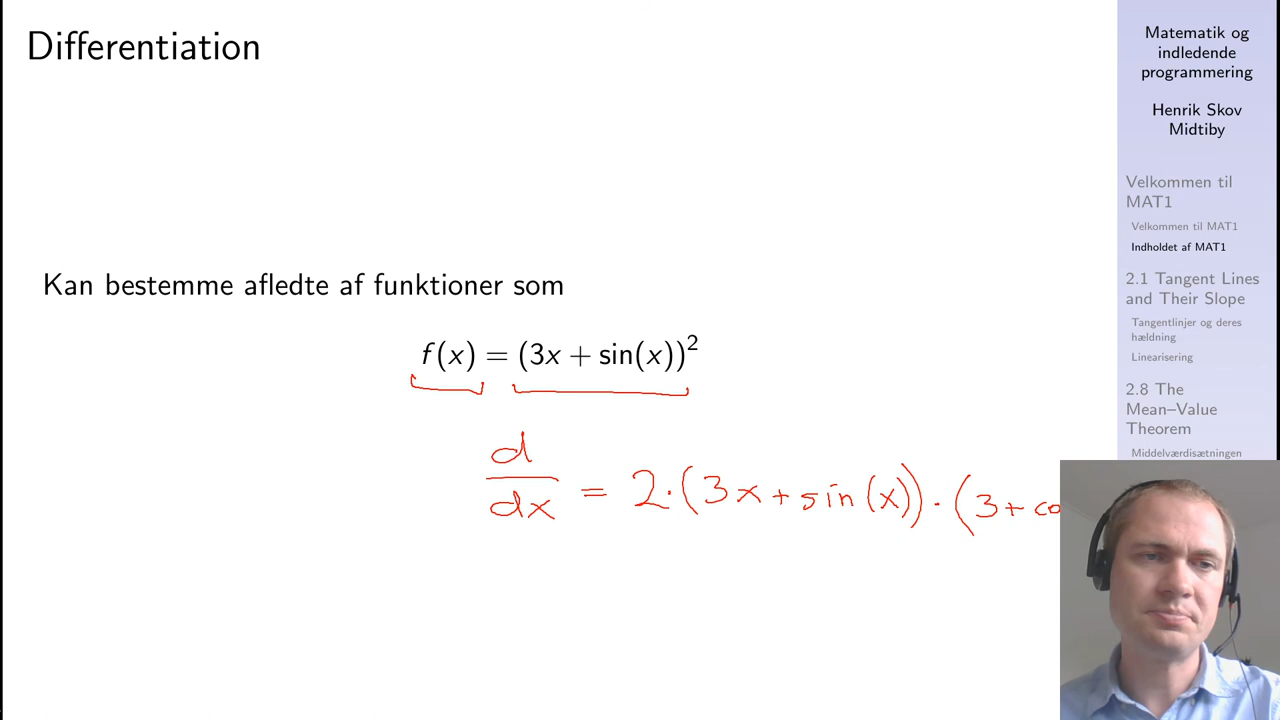 Differentiation
Kan bestemme afledte af funktioner som
f(x) = (3x + sin(x))²
d
dx = 2·(3x + sin(x))·(3 + co
Matematik og
indledende
programmering
Henrik Skov
Midtiby
Velkommen til
MAT1
Velkommen til MAT1
Indholdet af MAT1
2.1 Tangent Lines
and Their Slope
Tangentlinjer og deres
hældning
Linearisering
2.8 The
Mean–Value
Theorem
Middelværdisætningen